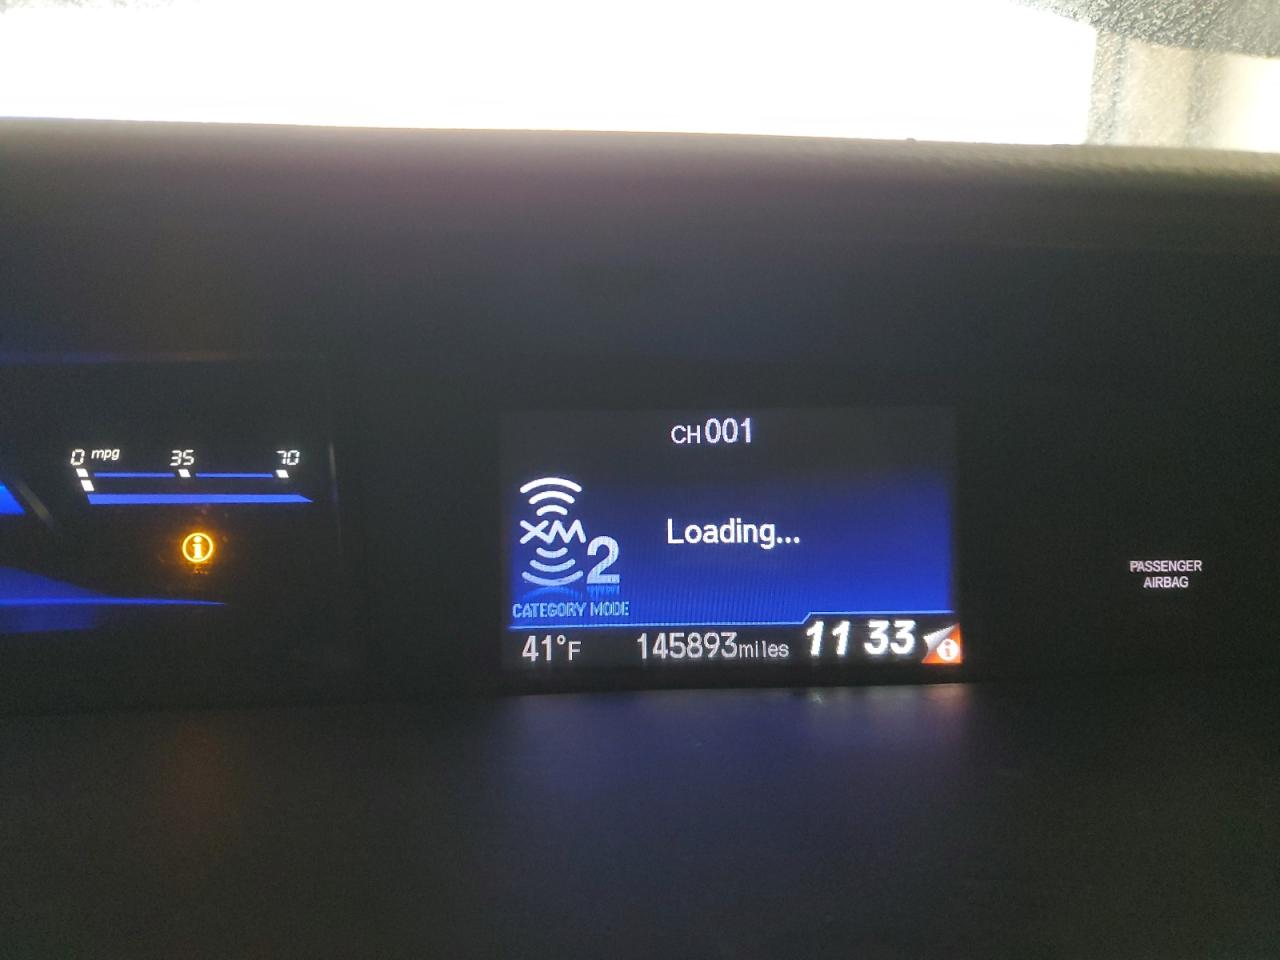 0 mpg 35 70
i
CH001
XM 2
Loading...
CATEGORY MODE
41°F 145893miles 11 33 i
PASSENGER
AIRBAG